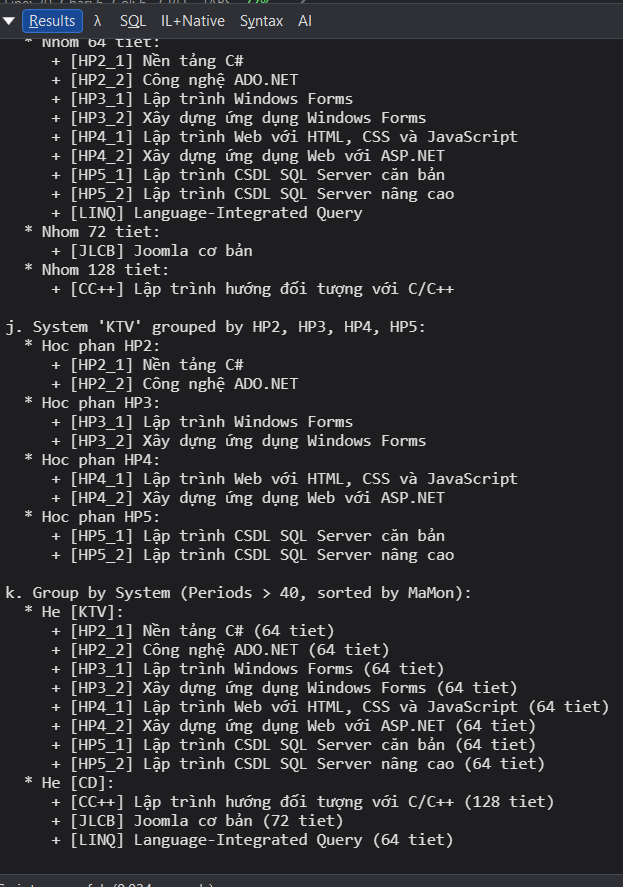 Results λ SQL IL+Native Syntax AI
* Nhom 64 tiet:
+ [HP2_1] Nền tảng C#
+ [HP2_2] Công nghệ ADO.NET
+ [HP3_1] Lập trình Windows Forms
+ [HP3_2] Xây dựng ứng dụng Windows Forms
+ [HP4_1] Lập trình Web với HTML, CSS và JavaScript
+ [HP4_2] Xây dựng ứng dụng Web với ASP.NET
+ [HP5_1] Lập trình CSDL SQL Server căn bản
+ [HP5_2] Lập trình CSDL SQL Server nâng cao
+ [LINQ] Language-Integrated Query
* Nhom 72 tiet:
+ [JLCB] Joomla cơ bản
* Nhom 128 tiet:
+ [CC++] Lập trình hướng đối tượng với C/C++
j. System 'KTV' grouped by HP2, HP3, HP4, HP5:
* Hoc phan HP2:
+ [HP2_1] Nền tảng C#
+ [HP2_2] Công nghệ ADO.NET
* Hoc phan HP3:
+ [HP3_1] Lập trình Windows Forms
+ [HP3_2] Xây dựng ứng dụng Windows Forms
* Hoc phan HP4:
+ [HP4_1] Lập trình Web với HTML, CSS và JavaScript
+ [HP4_2] Xây dựng ứng dụng Web với ASP.NET
* Hoc phan HP5:
+ [HP5_1] Lập trình CSDL SQL Server căn bản
+ [HP5_2] Lập trình CSDL SQL Server nâng cao
k. Group by System (Periods > 40, sorted by MaMon):
* He [KTV]:
+ [HP2_1] Nền tảng C# (64 tiet)
+ [HP2_2] Công nghệ ADO.NET (64 tiet)
+ [HP3_1] Lập trình Windows Forms (64 tiet)
+ [HP3_2] Xây dựng ứng dụng Windows Forms (64 tiet)
+ [HP4_1] Lập trình Web với HTML, CSS và JavaScript (64 tiet)
+ [HP4_2] Xây dựng ứng dụng Web với ASP.NET (64 tiet)
+ [HP5_1] Lập trình CSDL SQL Server căn bản (64 tiet)
+ [HP5_2] Lập trình CSDL SQL Server nâng cao (64 tiet)
* He [CD]:
+ [CC++] Lập trình hướng đối tượng với C/C++ (128 tiet)
+ [JLCB] Joomla cơ bản (72 tiet)
+ [LINQ] Language-Integrated Query (64 tiet)